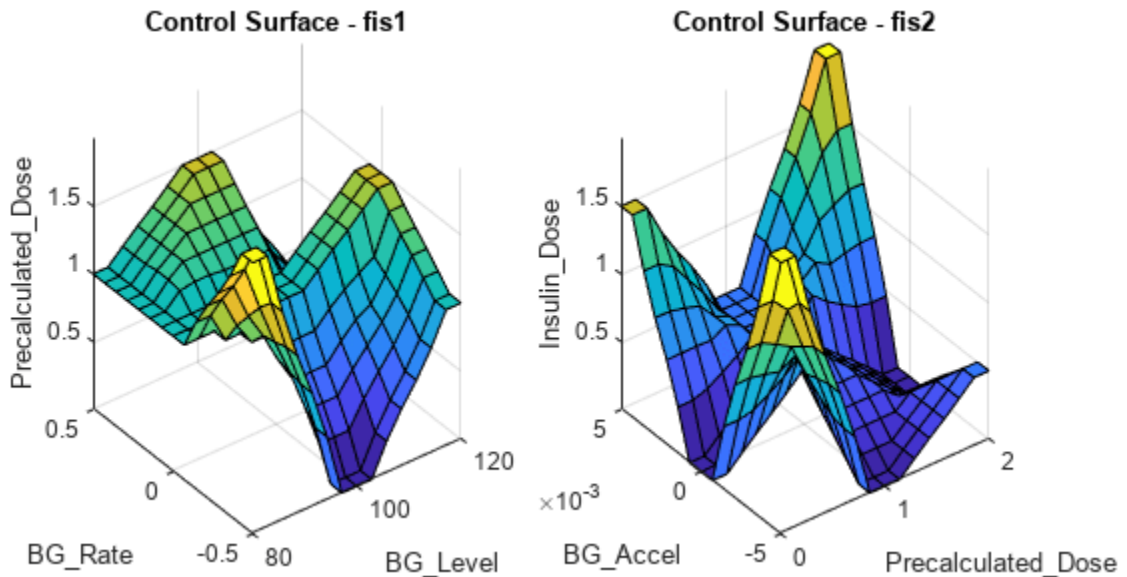 Control Surface - fis1
Precalculated_Dose
1.5
1
0.5
0.5
0
-0.5
BG_Rate
80
100
120
BG_Level
Control Surface - fis2
Insulin_Dose
1.5
1
0.5
5
0
-5
×10-3
BG_Accel
0
1
2
Precalculated_Dose